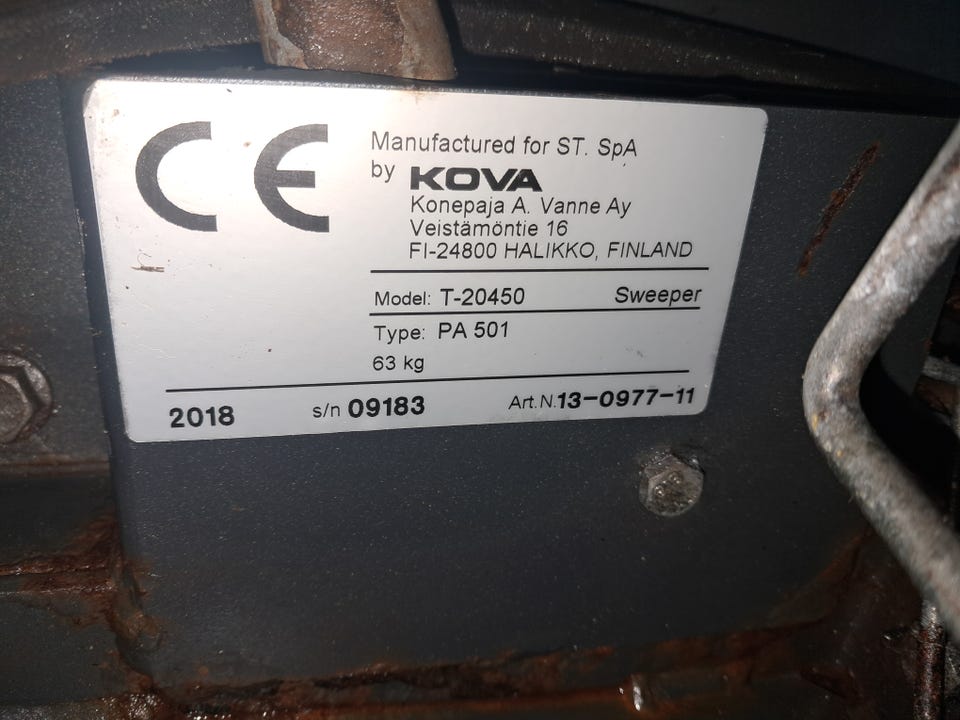 CE
Manufactured for ST. SpA
by KOVA
Konepaja A. Vanne Ay
Veistämöntie 16
FI-24800 HALIKKO, FINLAND
Model: T-20450 Sweeper
Type: PA 501
63 kg
2018 s/n 09183 Art.N.13-0977-11